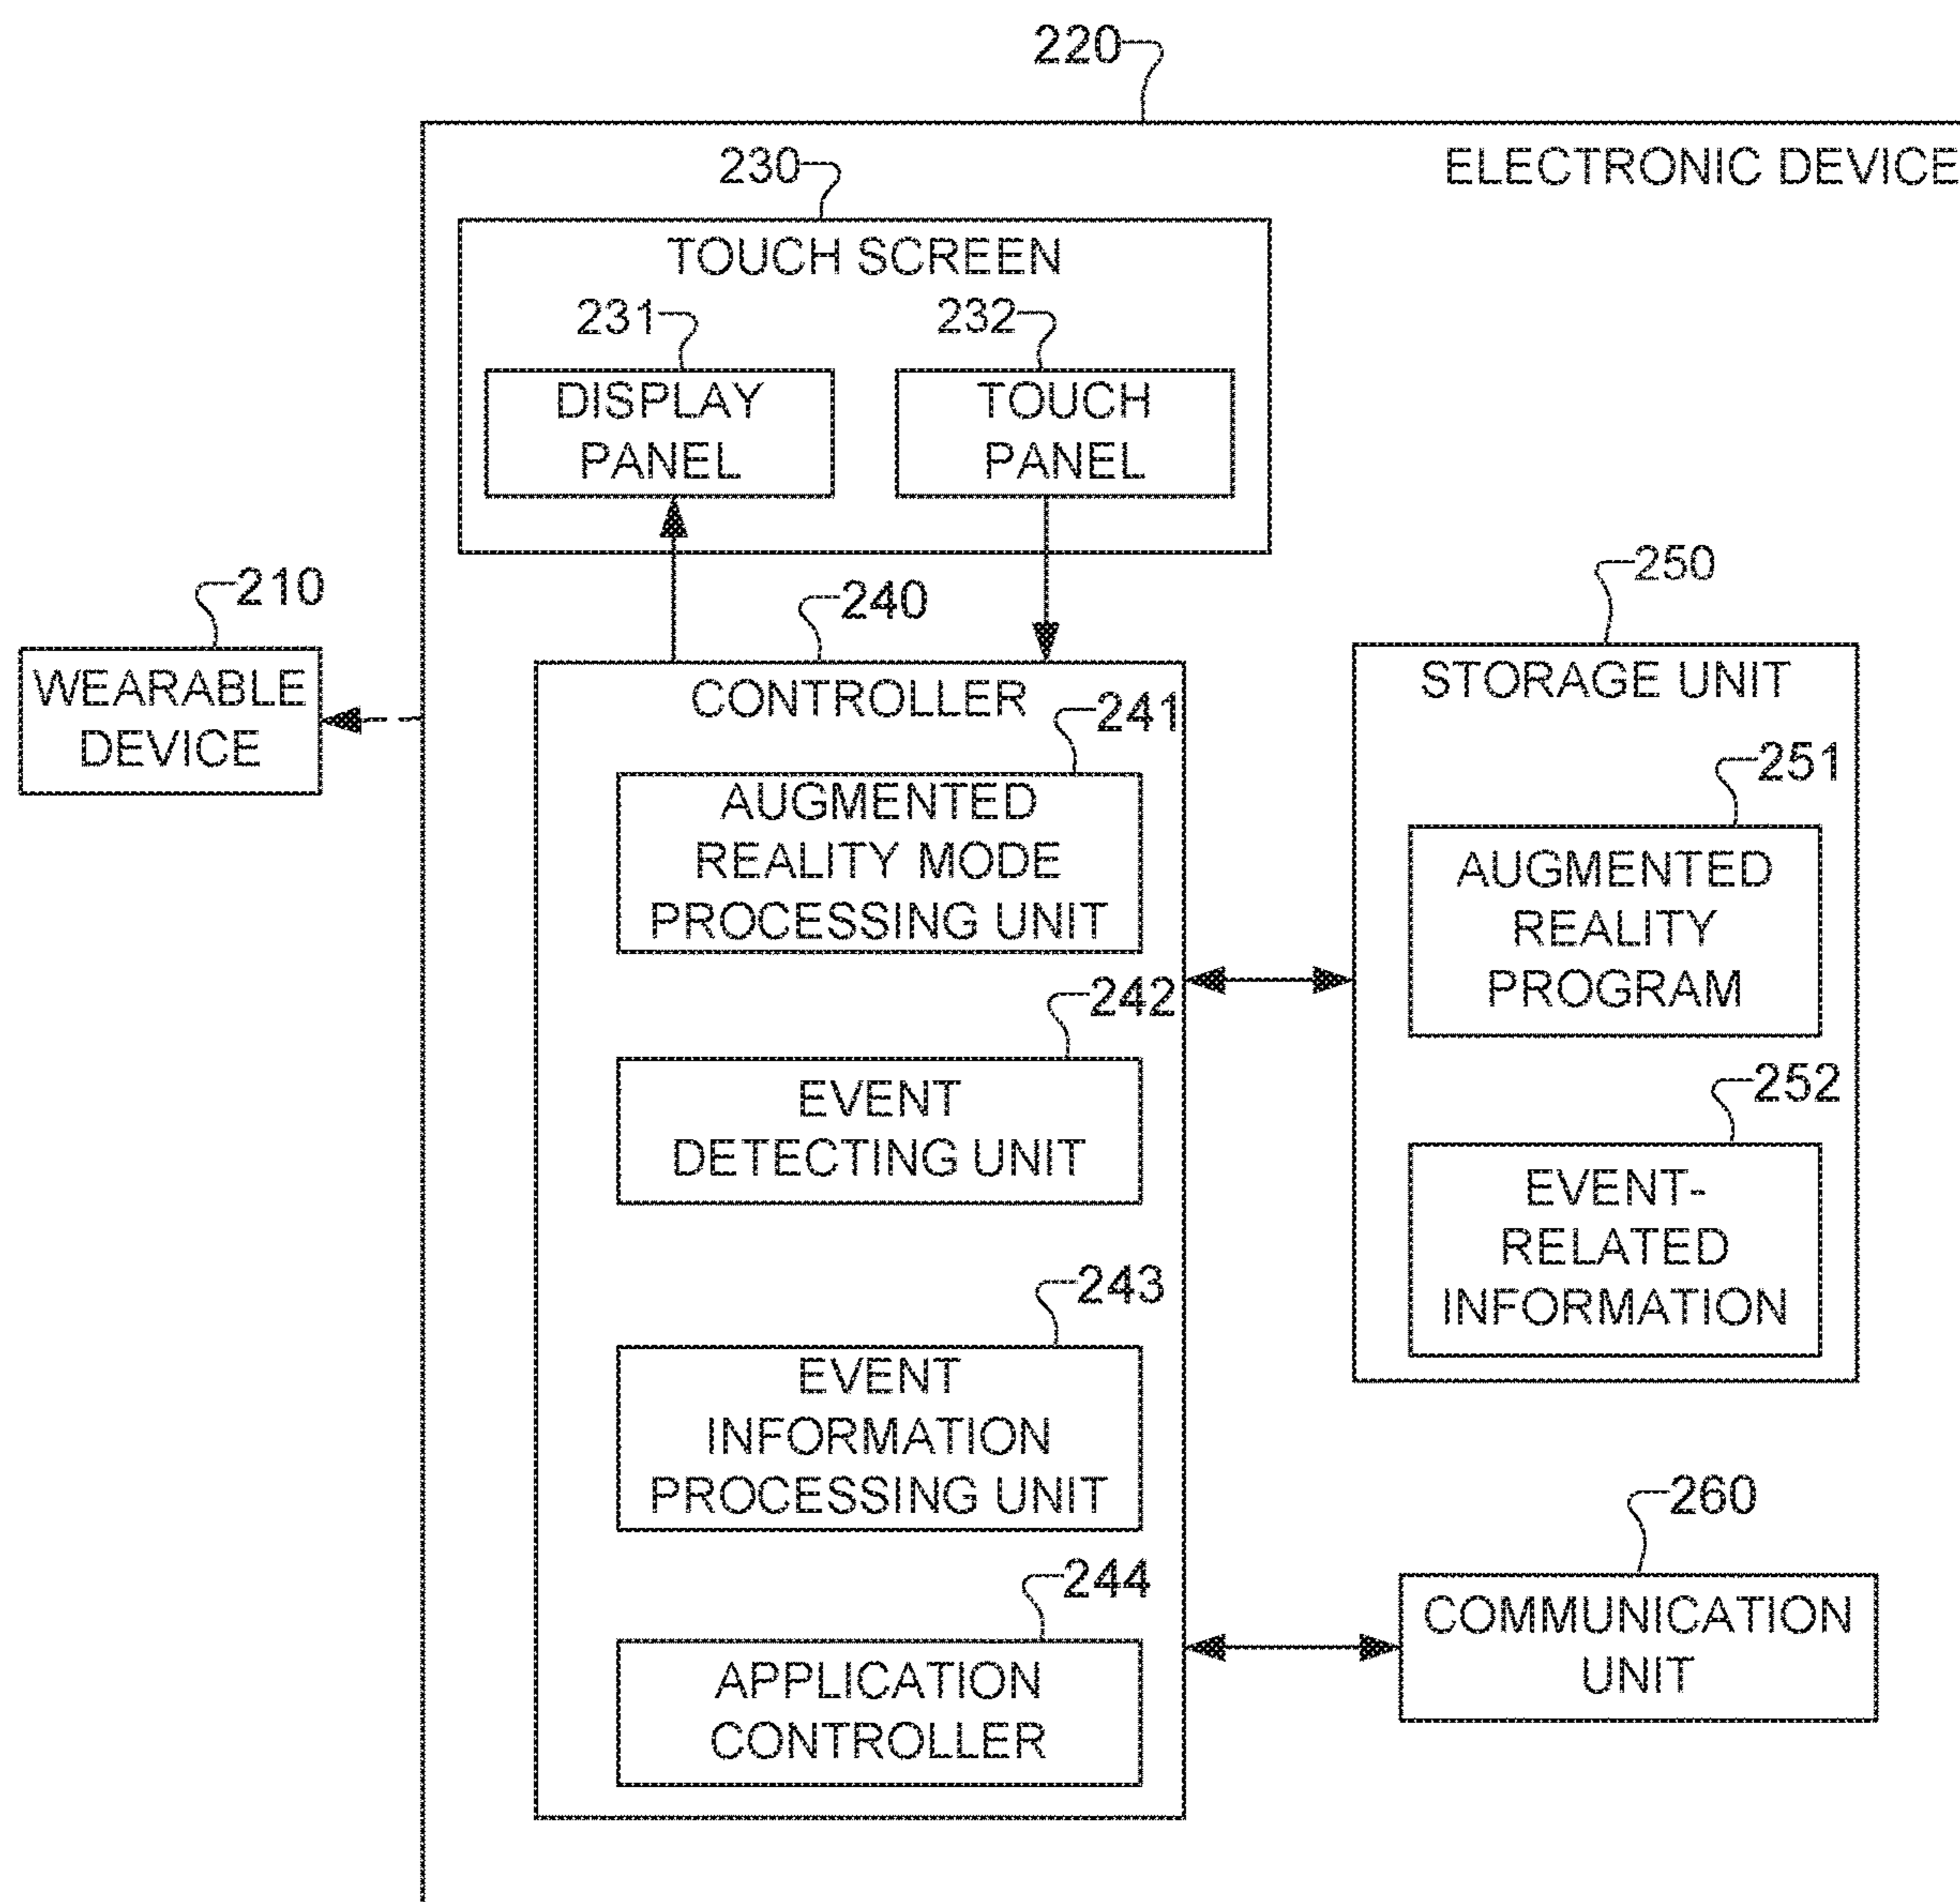 220
ELECTRONIC DEVICE
230
TOUCH SCREEN
231
232
DISPLAY
PANEL
TOUCH
PANEL
210
WEARABLE
DEVICE
240
CONTROLLER
241
AUGMENTED
REALITY MODE
PROCESSING UNIT
242
EVENT
DETECTING UNIT
243
EVENT
INFORMATION
PROCESSING UNIT
244
APPLICATION
CONTROLLER
250
STORAGE UNIT
251
AUGMENTED
REALITY
PROGRAM
252
EVENT-
RELATED
INFORMATION
260
COMMUNICATION
UNIT